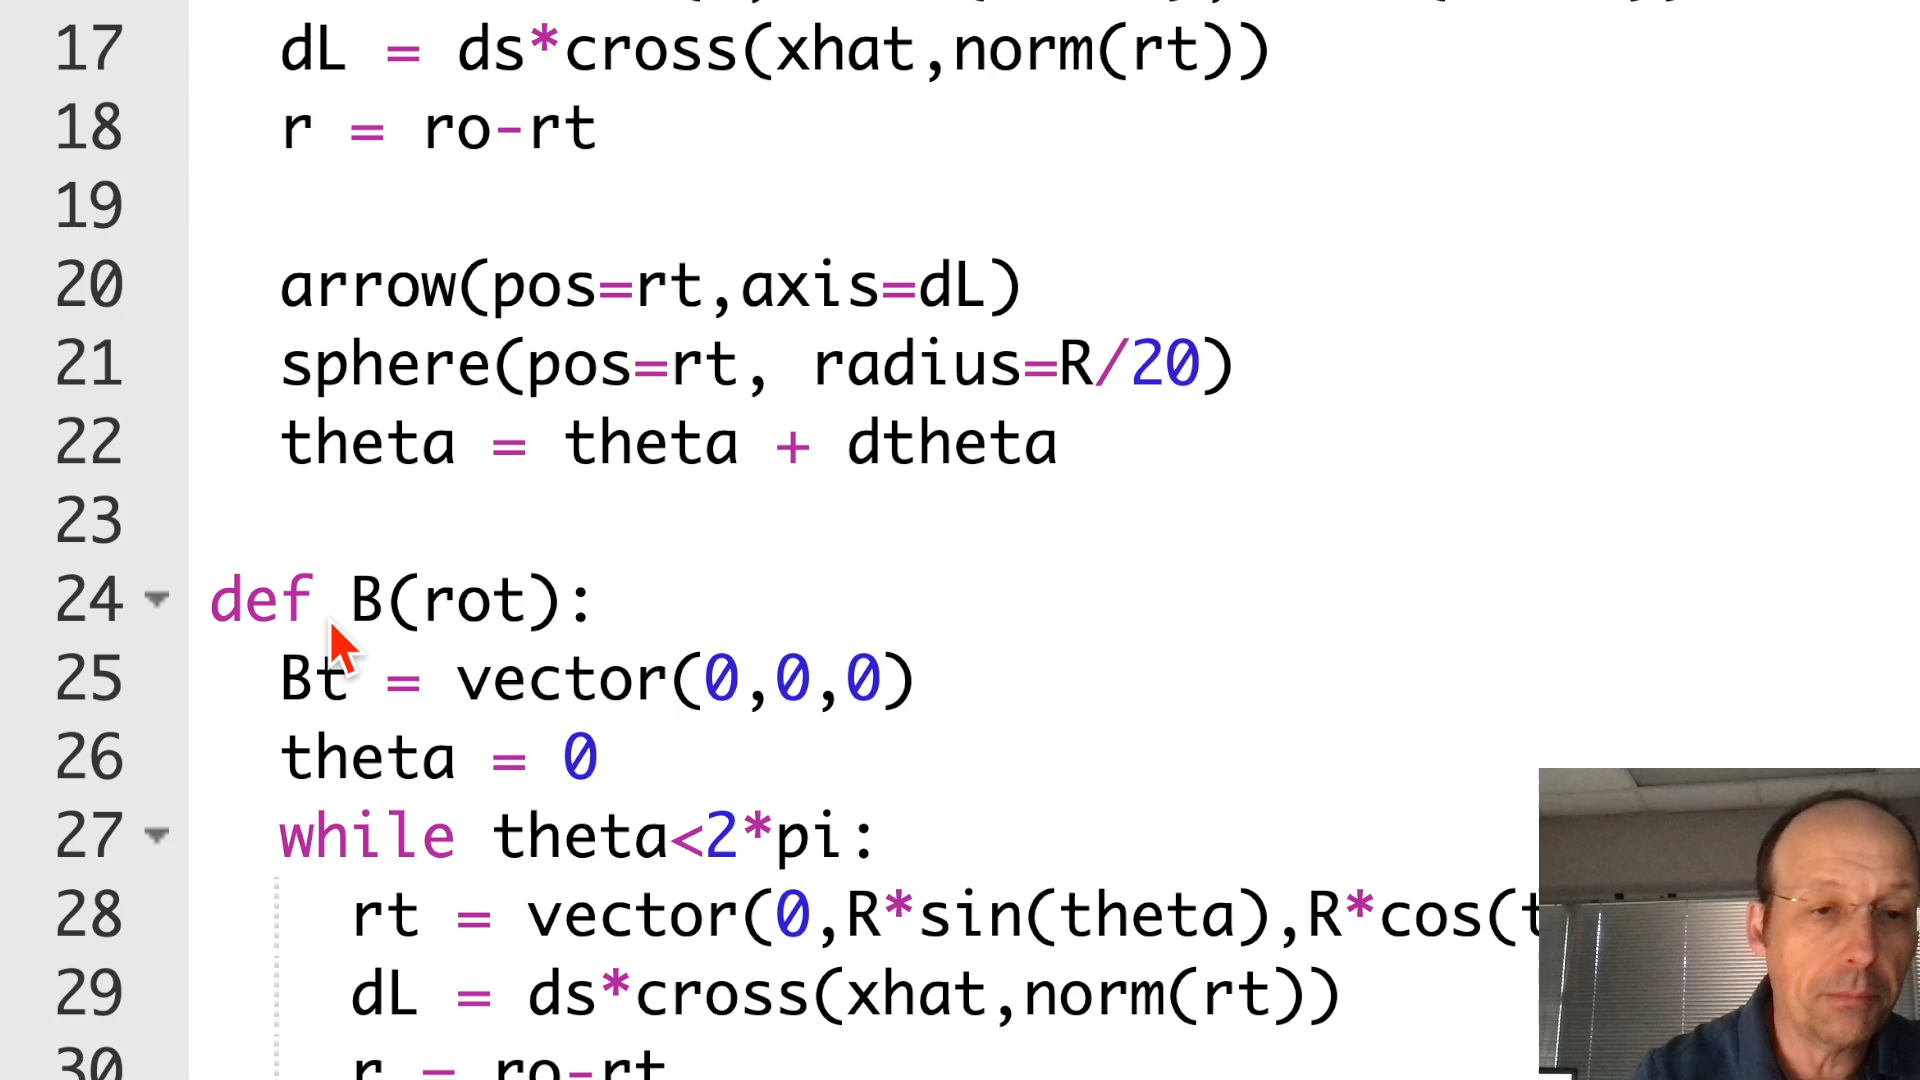 17 dL = ds*cross(xhat,norm(rt))
18 r = ro-rt
19
20 arrow(pos=rt,axis=dL)
21 sphere(pos=rt, radius=R/20)
22 theta = theta + dtheta
23
24 def B(rot):
25 Bt = vector(0,0,0)
26 theta = 0
27 while theta<2*pi:
28 rt = vector(0,R*sin(theta),R*cos(
29 dL = ds*cross(xhat,norm(rt))
30 r = ro-rt